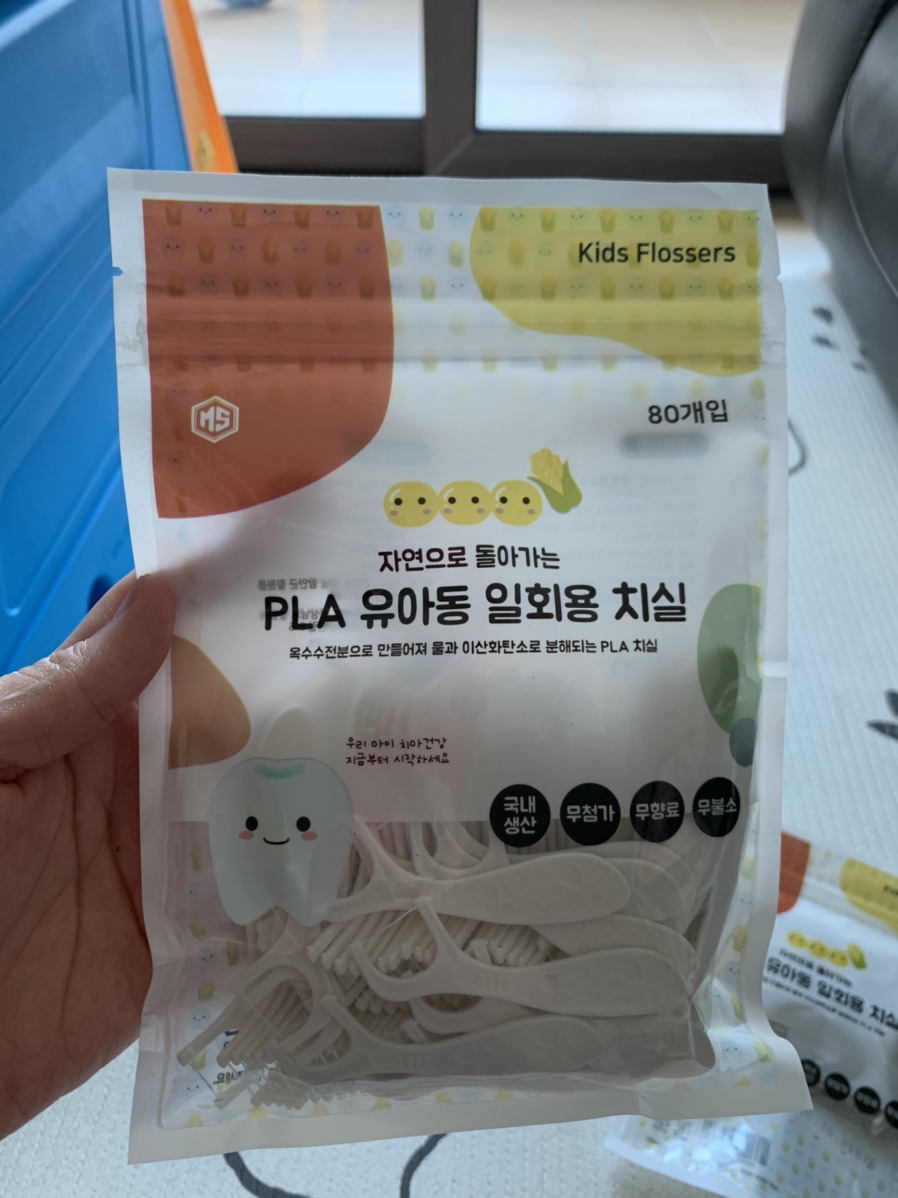 Kids Flossers
MS
80개입
자연으로 돌아가는
PLA 유아동 일회용 치실
옥수수전분으로 만들어져 물과 이산화탄소로 분해되는 PLA 치실
우리 아이 치아건강
지금부터 시작하세요
국내
생산
무첨가
무향료
무불소
유아동 일회용 치실